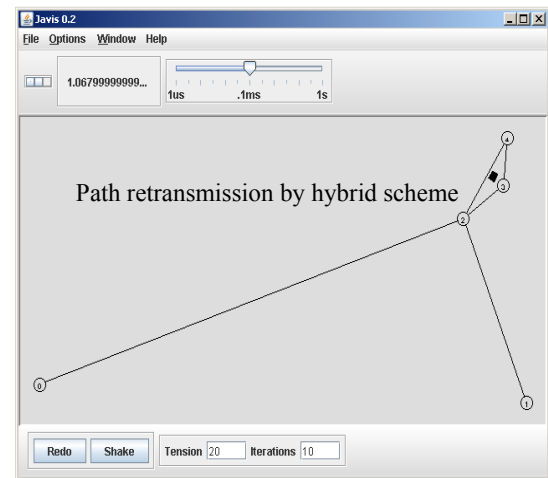 Javis 0.2
File Options Window Help
1.06799999999...
1us .1ms 1s
4
Path retransmission by hybrid scheme
3
2
0
1
Redo Shake Tension 20 Iterations 10